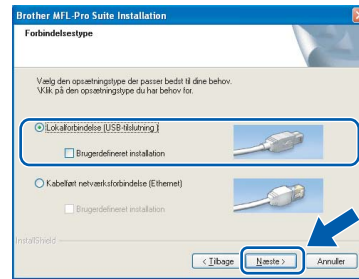 Brother MFL-Pro Suite Installation
Forbindelsestype
Vælg den opsætningstype der passer bedst til dine behov.
\Klik på den opsætningstype du har behov for.
Lokalforbindelse (USB-tilslutning )
Brugerdefineret installation
Kabelført netværksforbindelse (Ethernet)
Brugerdefineret installation
InstallShield
< Tilbage
Næste >
Annuller